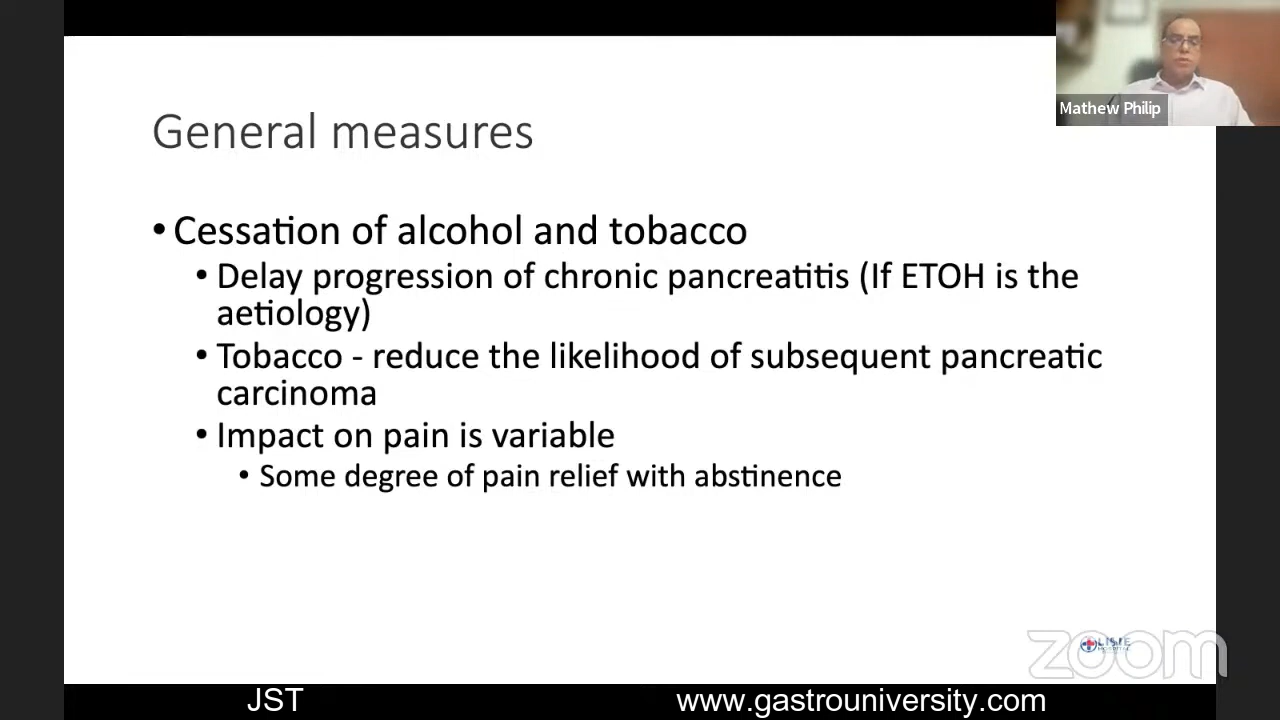 Mathew Philip
General measures
• Cessation of alcohol and tobacco
• Delay progression of chronic pancreatitis (If ETOH is the
aetiology)
• Tobacco - reduce the likelihood of subsequent pancreatic
carcinoma
• Impact on pain is variable
• Some degree of pain relief with abstinence
zoom
JST
www.gastrouniversity.com